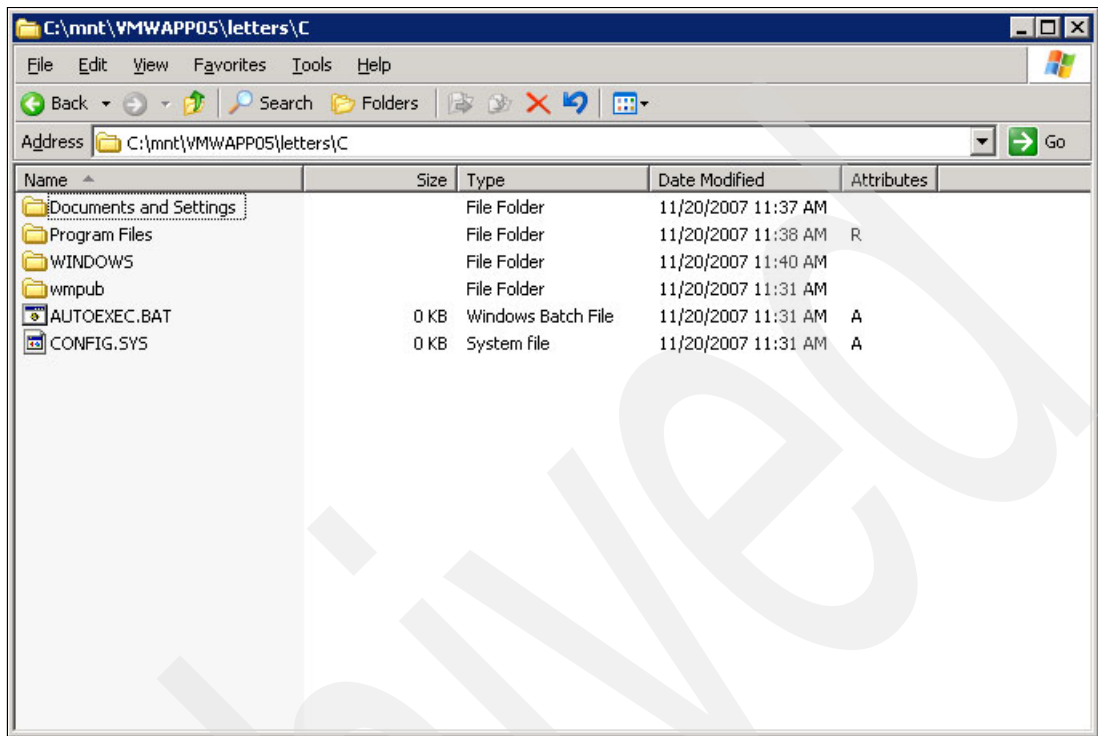 C:\mnt\VMWAPP05\letters\C
File Edit View Favorites Tools Help
Back Search Folders
Address C:\mnt\VMWAPP05\letters\C Go
Name Size Type Date Modified Attributes
Documents and Settings File Folder 11/20/2007 11:37 AM
Program Files File Folder 11/20/2007 11:38 AM R
WINDOWS File Folder 11/20/2007 11:40 AM
wmpub File Folder 11/20/2007 11:31 AM
AUTOEXEC.BAT 0 KB Windows Batch File 11/20/2007 11:31 AM A
CONFIG.SYS 0 KB System file 11/20/2007 11:31 AM A